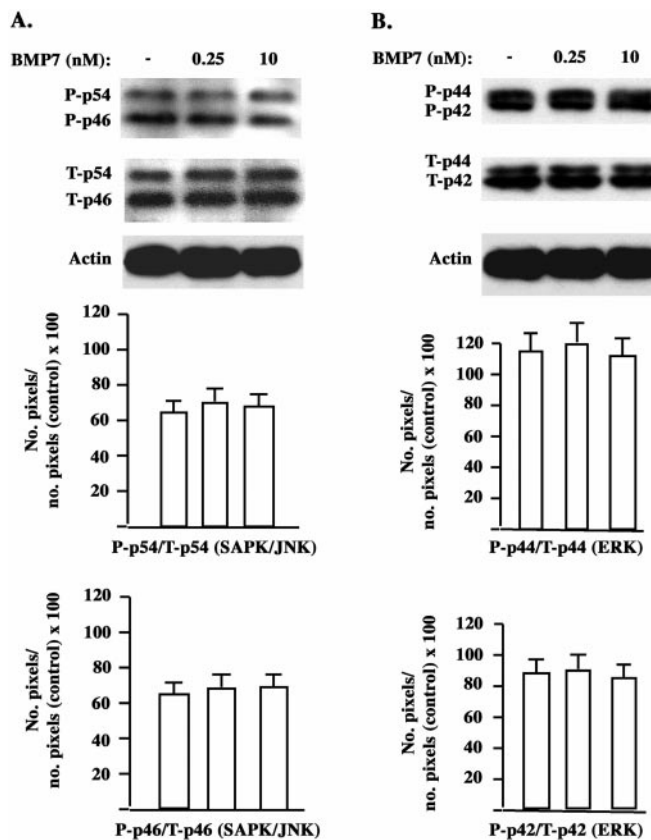 A.
BMP7 (nM): - 0.25 10
P-p54
P-p46
T-p54
T-p46
Actin
120
100
80
60
40
20
No. pixels/
no. pixels (control) x 100
P-p54/T-p54 (SAPK/JNK)
120
100
80
60
40
20
No. pixels/
no. pixels (control) x 100
P-p46/T-p46 (SAPK/JNK)
B.
BMP7 (nM): - 0.25 10
P-p44
P-p42
T-p44
T-p42
Actin
120
100
80
60
40
20
No. pixels/
no. pixels (control) x 100
P-p44/T-p44 (ERK)
120
100
80
60
40
20
No. pixels/
no. pixels (control) x 100
P-p42/T-p42 (ERK)